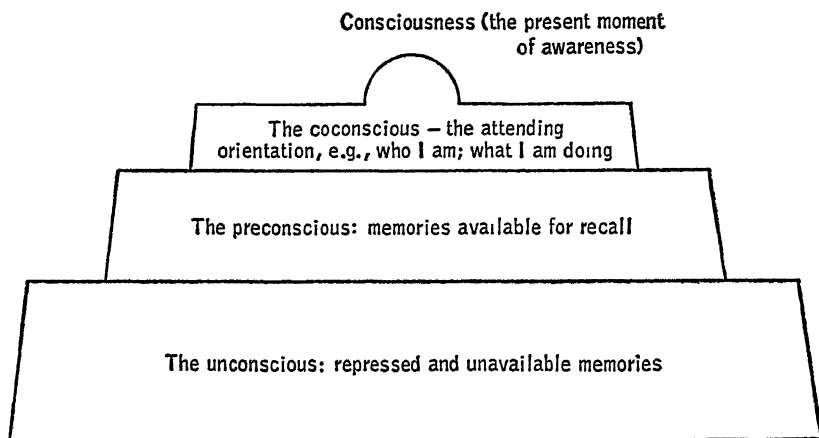 Consciousness (the present moment
of awareness)
The coconscious – the attending
orientation, e.g., who I am; what I am doing
The preconscious: memories available for recall
The unconscious: repressed and unavailable memories